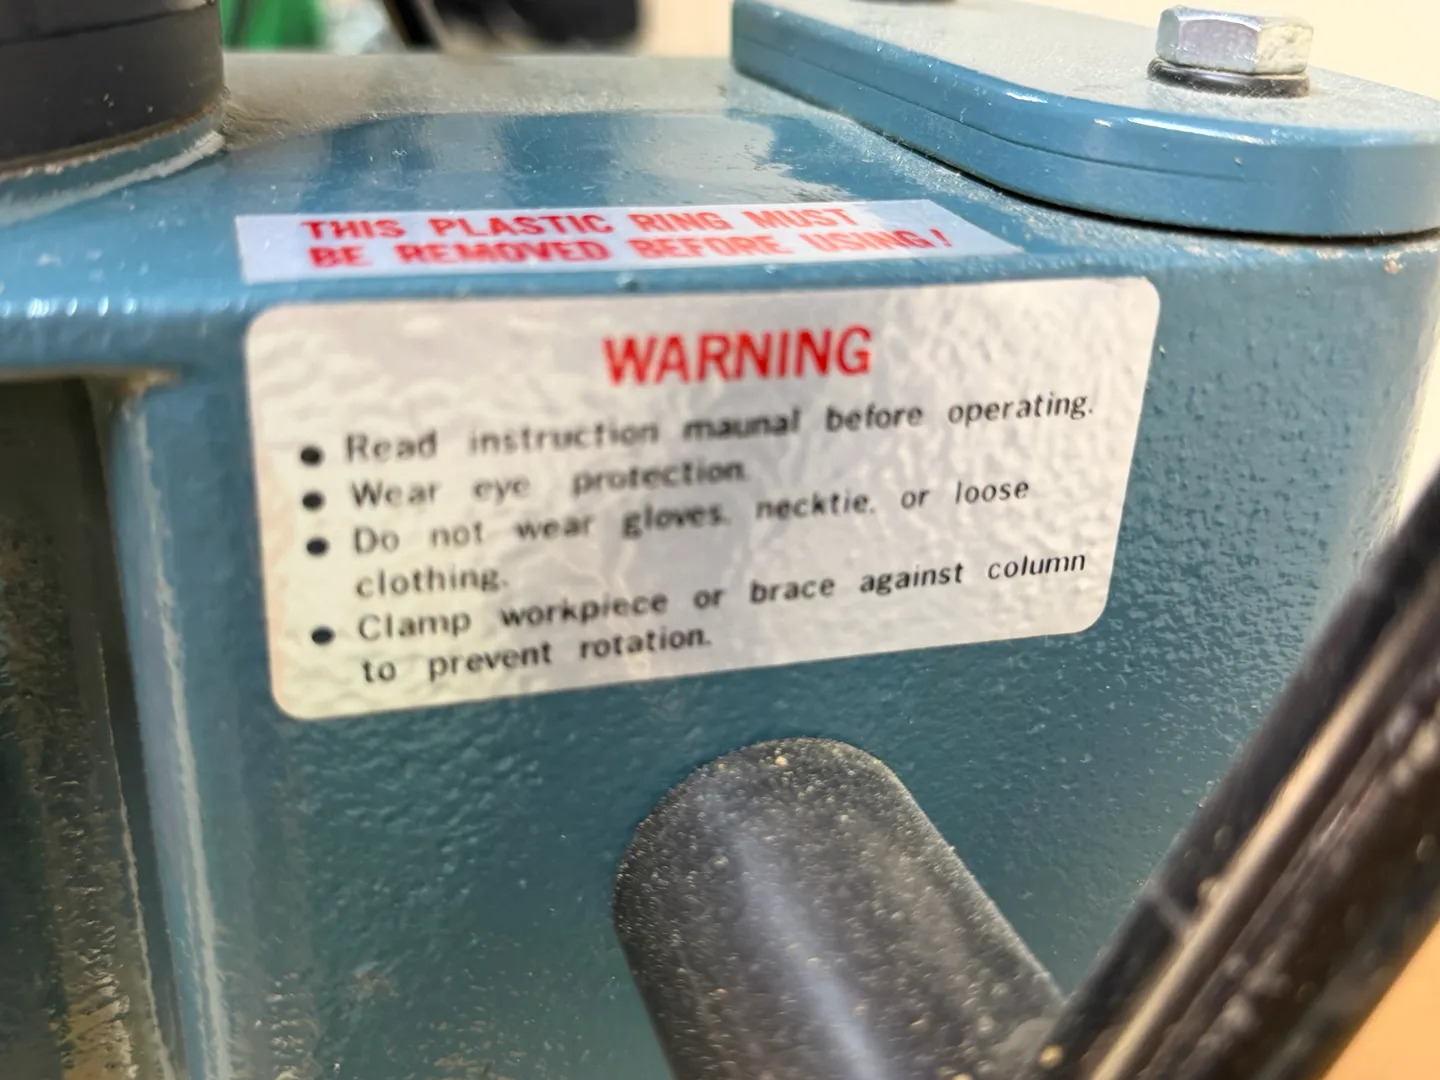 THIS PLASTIC RING MUST
BE REMOVED BEFORE USING!
WARNING
● Read instruction maunal before operating.
● Wear eye protection.
● Do not wear gloves, necktie, or loose
clothing.
● Clamp workpiece or brace against column
to prevent rotation.